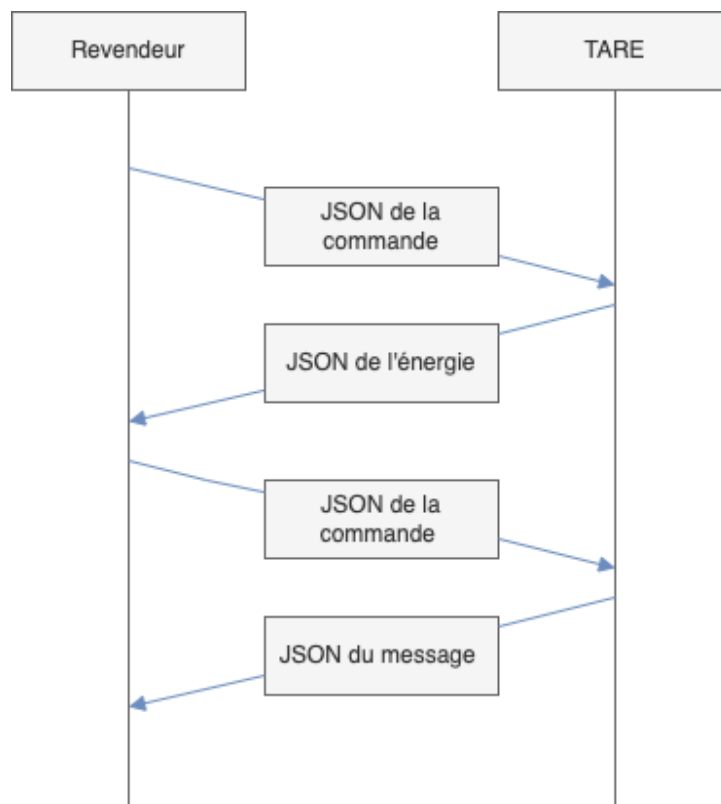 Revendeur
TARE
JSON de la
commande
JSON de l'énergie
JSON de la
commande
JSON du message